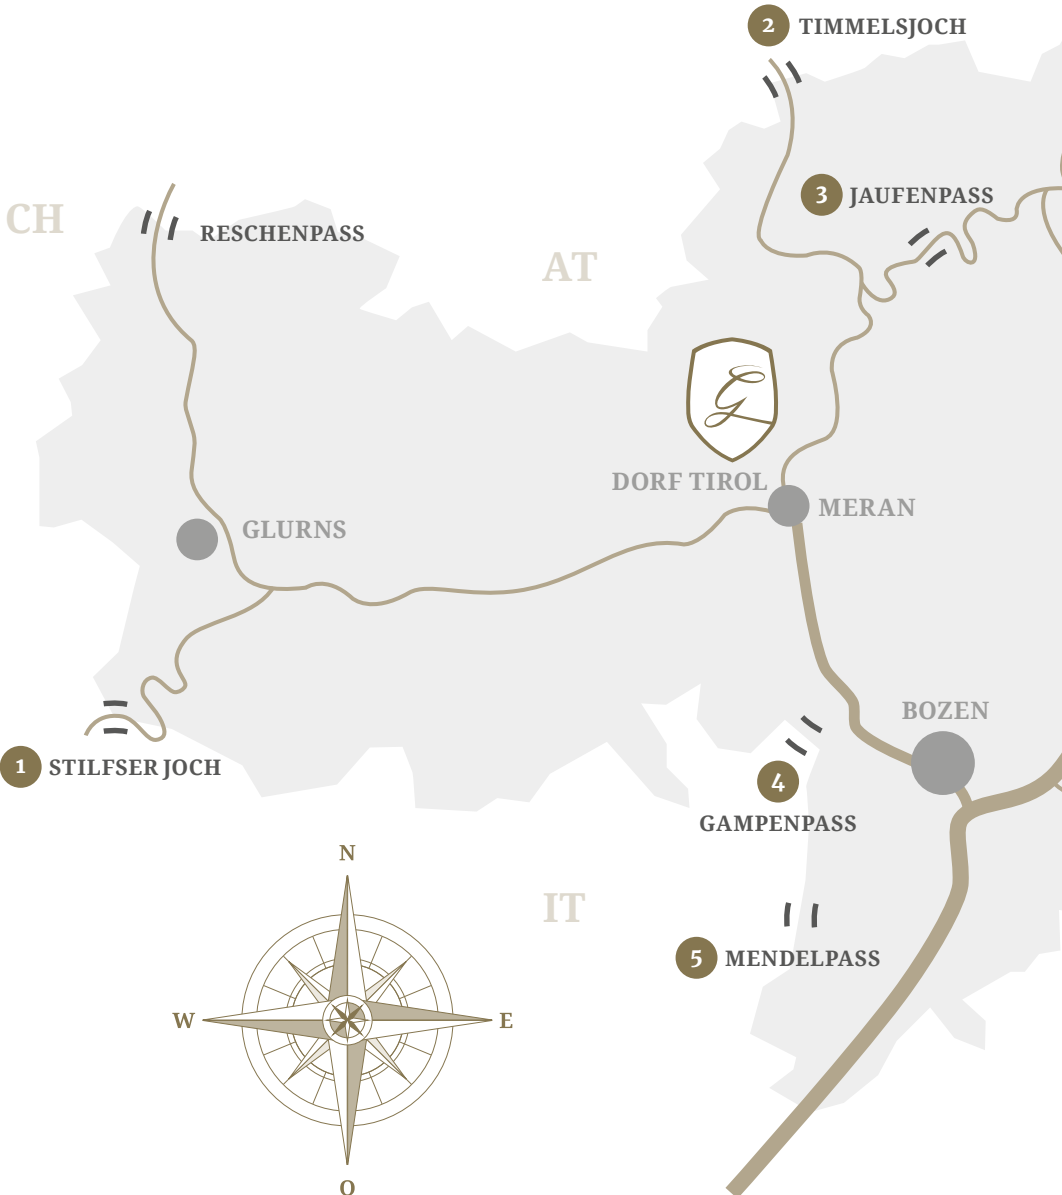 2 TIMMELSJOCH
3 JAUFENPASS
CH
RESCHENPASS
AT
G
DORF TIROL
MERAN
GLURNS
BOZEN
1 STILFSER JOCH
4
GAMPENPASS
N
IT
5 MENDELPASS
W
E
O